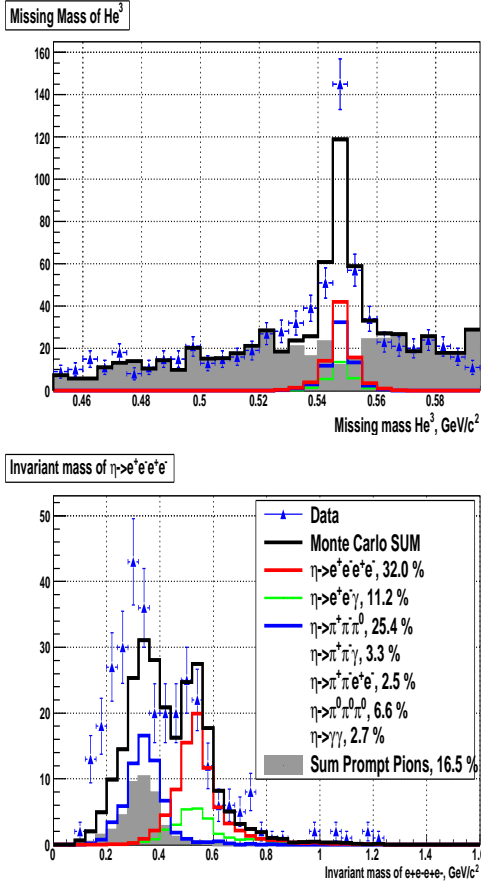 Missing Mass of He³
160
140
120
100
80
60
40
20
0
0.46 0.48 0.5 0.52 0.54 0.56 0.58
Missing mass He³, GeV/c²
Invariant mass of η->e⁺e⁻e⁺e⁻
50
40
30
20
10
0
Data
Monte Carlo SUM
η->e⁺e⁻e⁺e⁻, 32.0 %
η->e⁺e⁻γ, 11.2 %
η->π⁺π⁻π⁰, 25.4 %
η->π⁺π⁻γ, 3.3 %
η->π⁺π⁻e⁺e⁻, 2.5 %
η->π⁰π⁰π⁰, 6.6 %
η->γγ, 2.7 %
Sum Prompt Pions, 16.5 %
0 0.2 0.4 0.6 0.8 1 1.2 1.4 1.6
Invariant mass of e+e-e+e-, GeV/c²